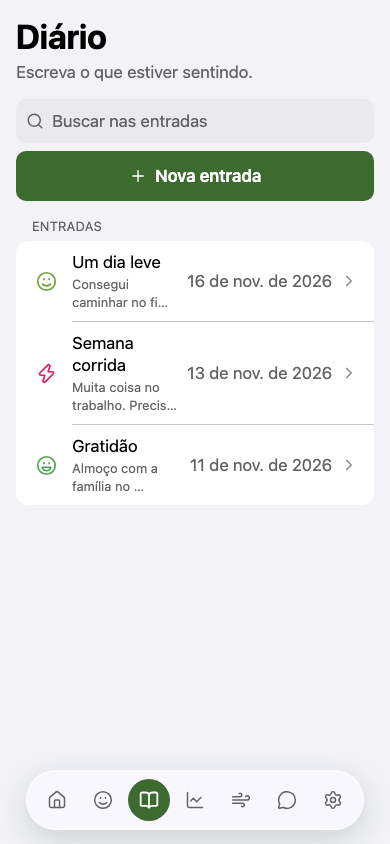 Diário
Escreva o que estiver sentindo.
Buscar nas entradas
+ Nova entrada
ENTRADAS
Um dia leve
Consegui
caminhar no fi...
16 de nov. de 2026
Semana
corrida
Muita coisa no
trabalho. Precis...
13 de nov. de 2026
Gratidão
Almoço com a
família no ...
11 de nov. de 2026